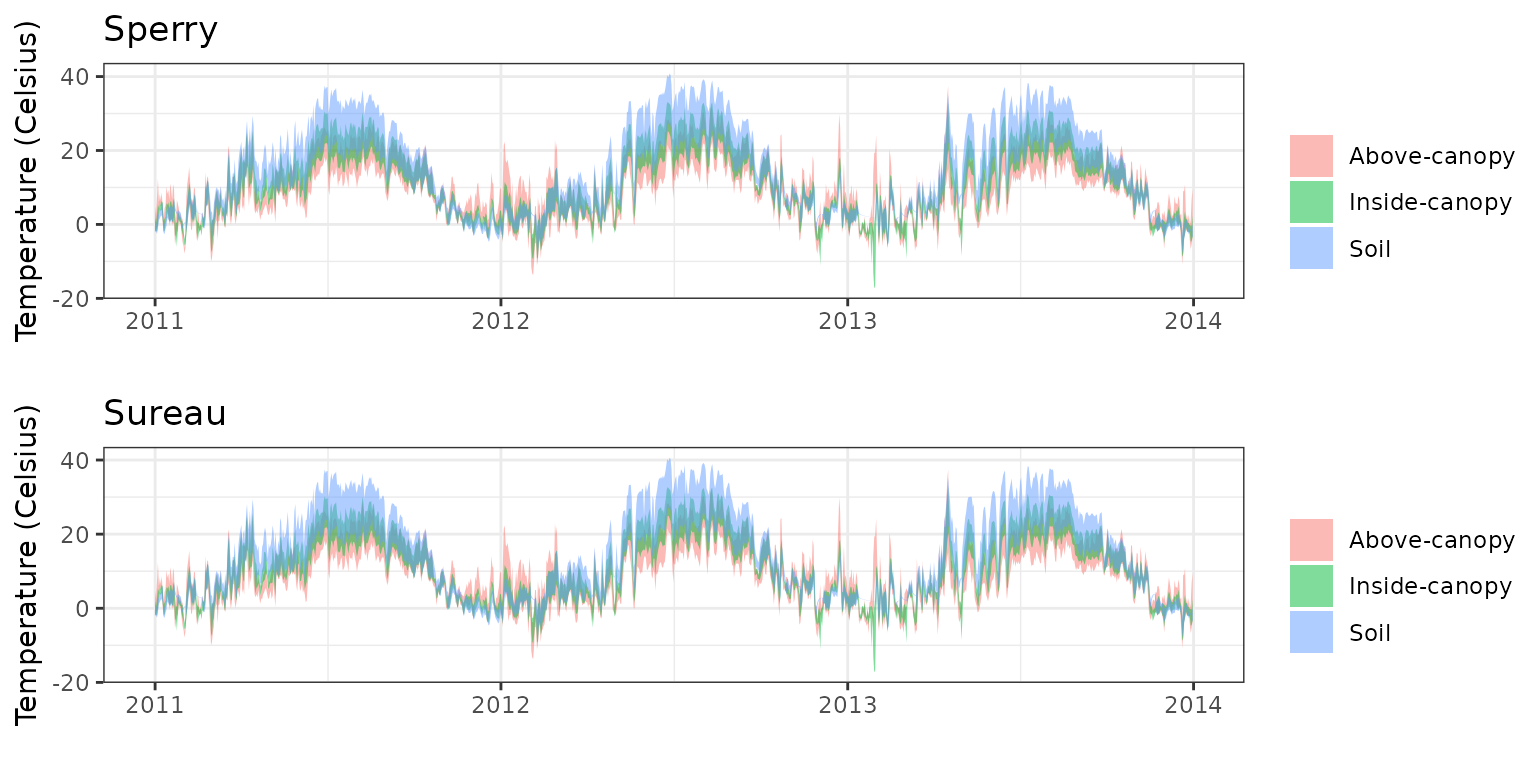 Sperry
Temperature (Celsius)
40
20
0
-20
2011 2012 2013 2014
Above-canopy
Inside-canopy
Soil
Sureau
Temperature (Celsius)
40
20
0
-20
2011 2012 2013 2014
Above-canopy
Inside-canopy
Soil